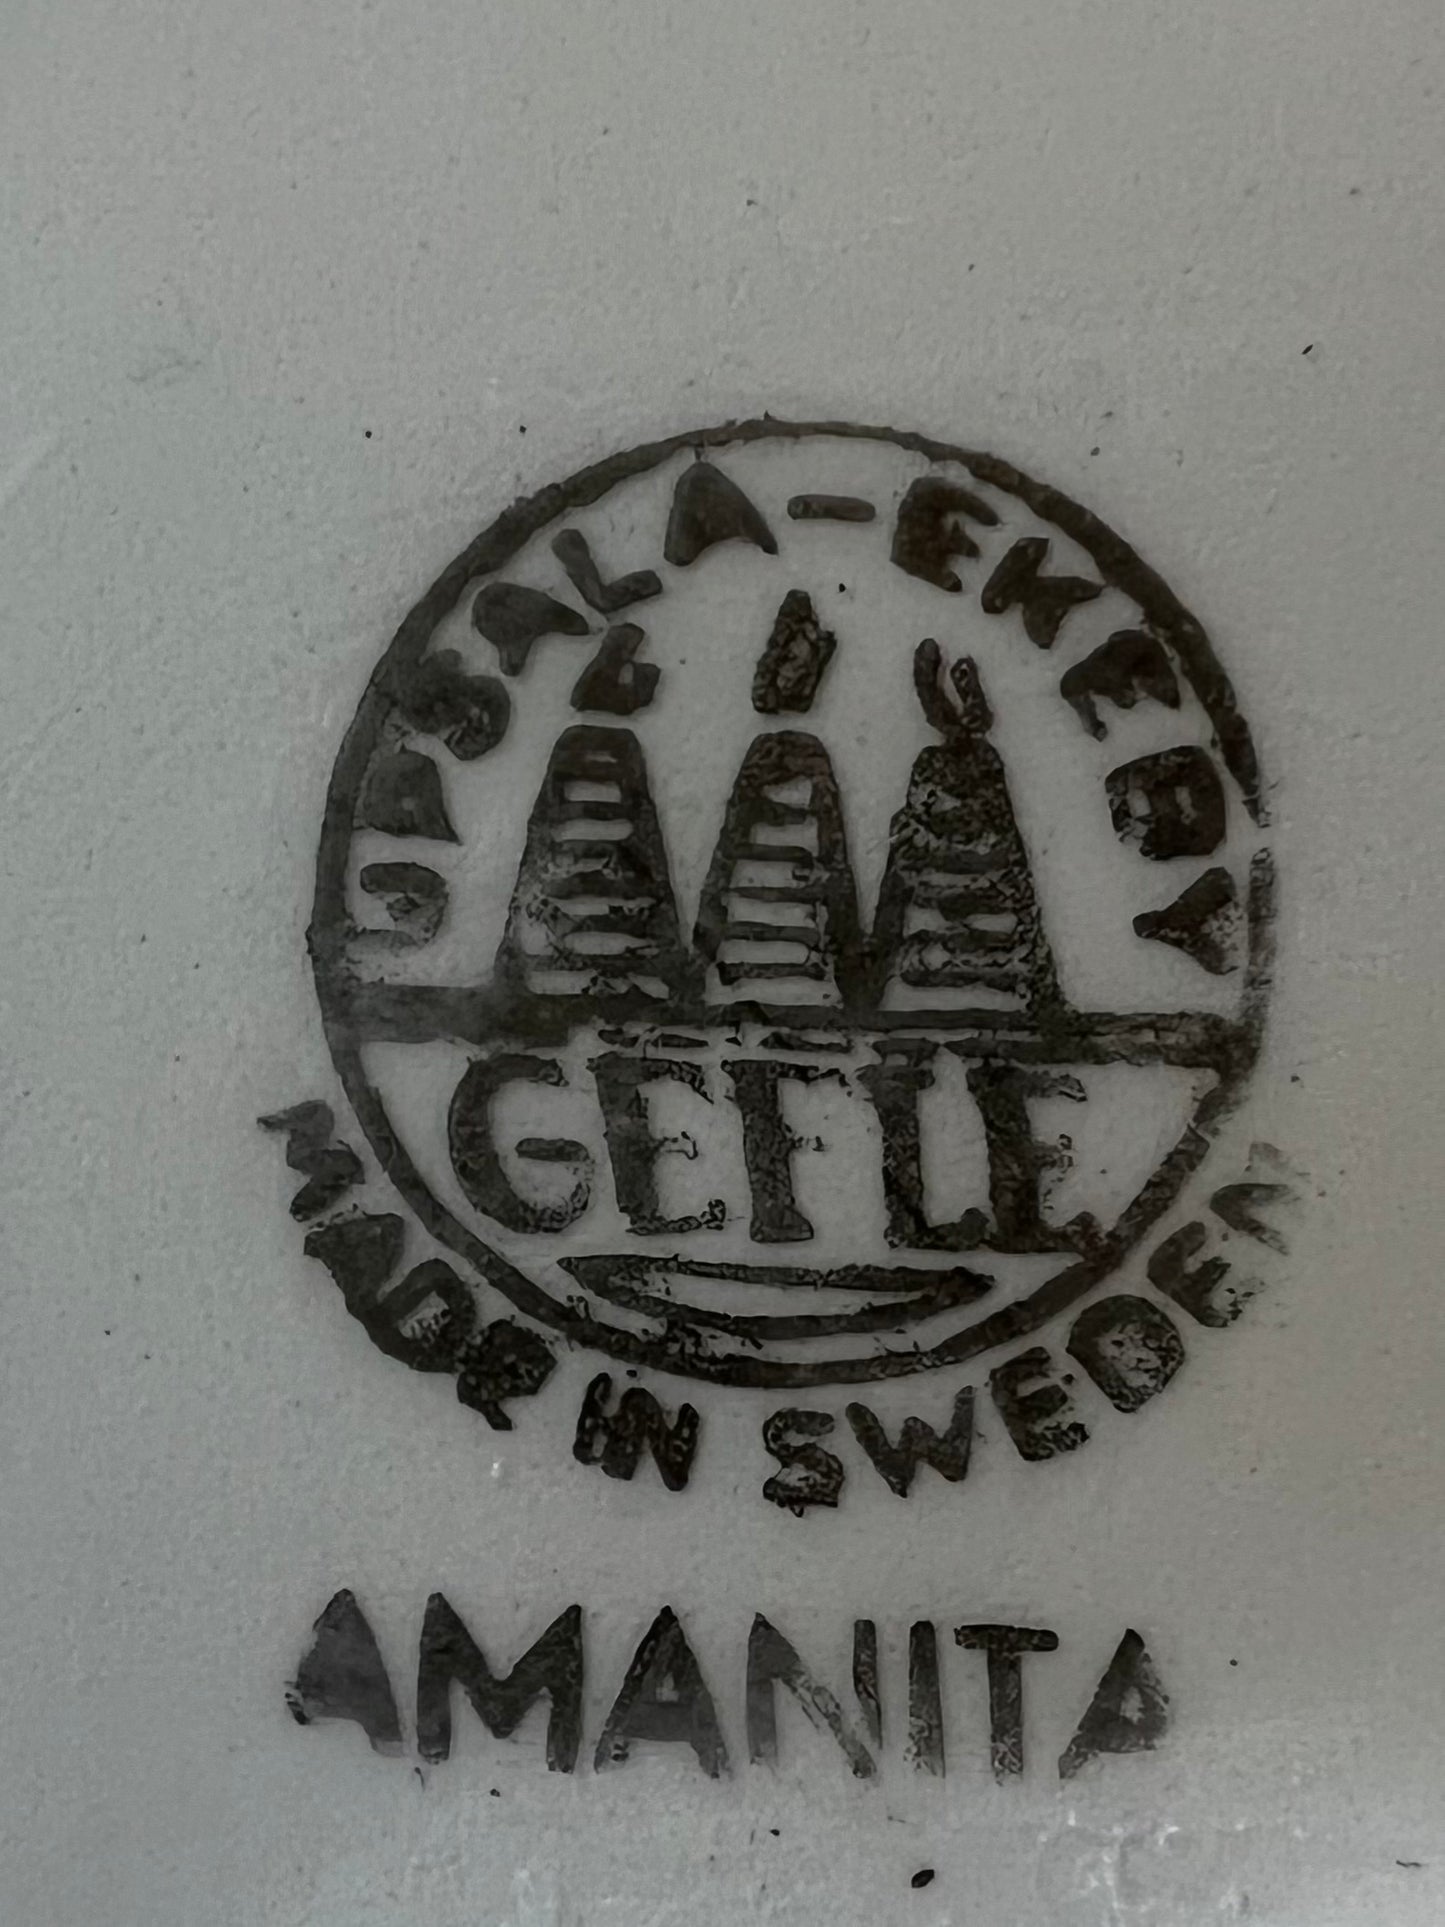 UPSALA-EKEBY
GEFLE
MADE IN SWEDEN
AMANITA